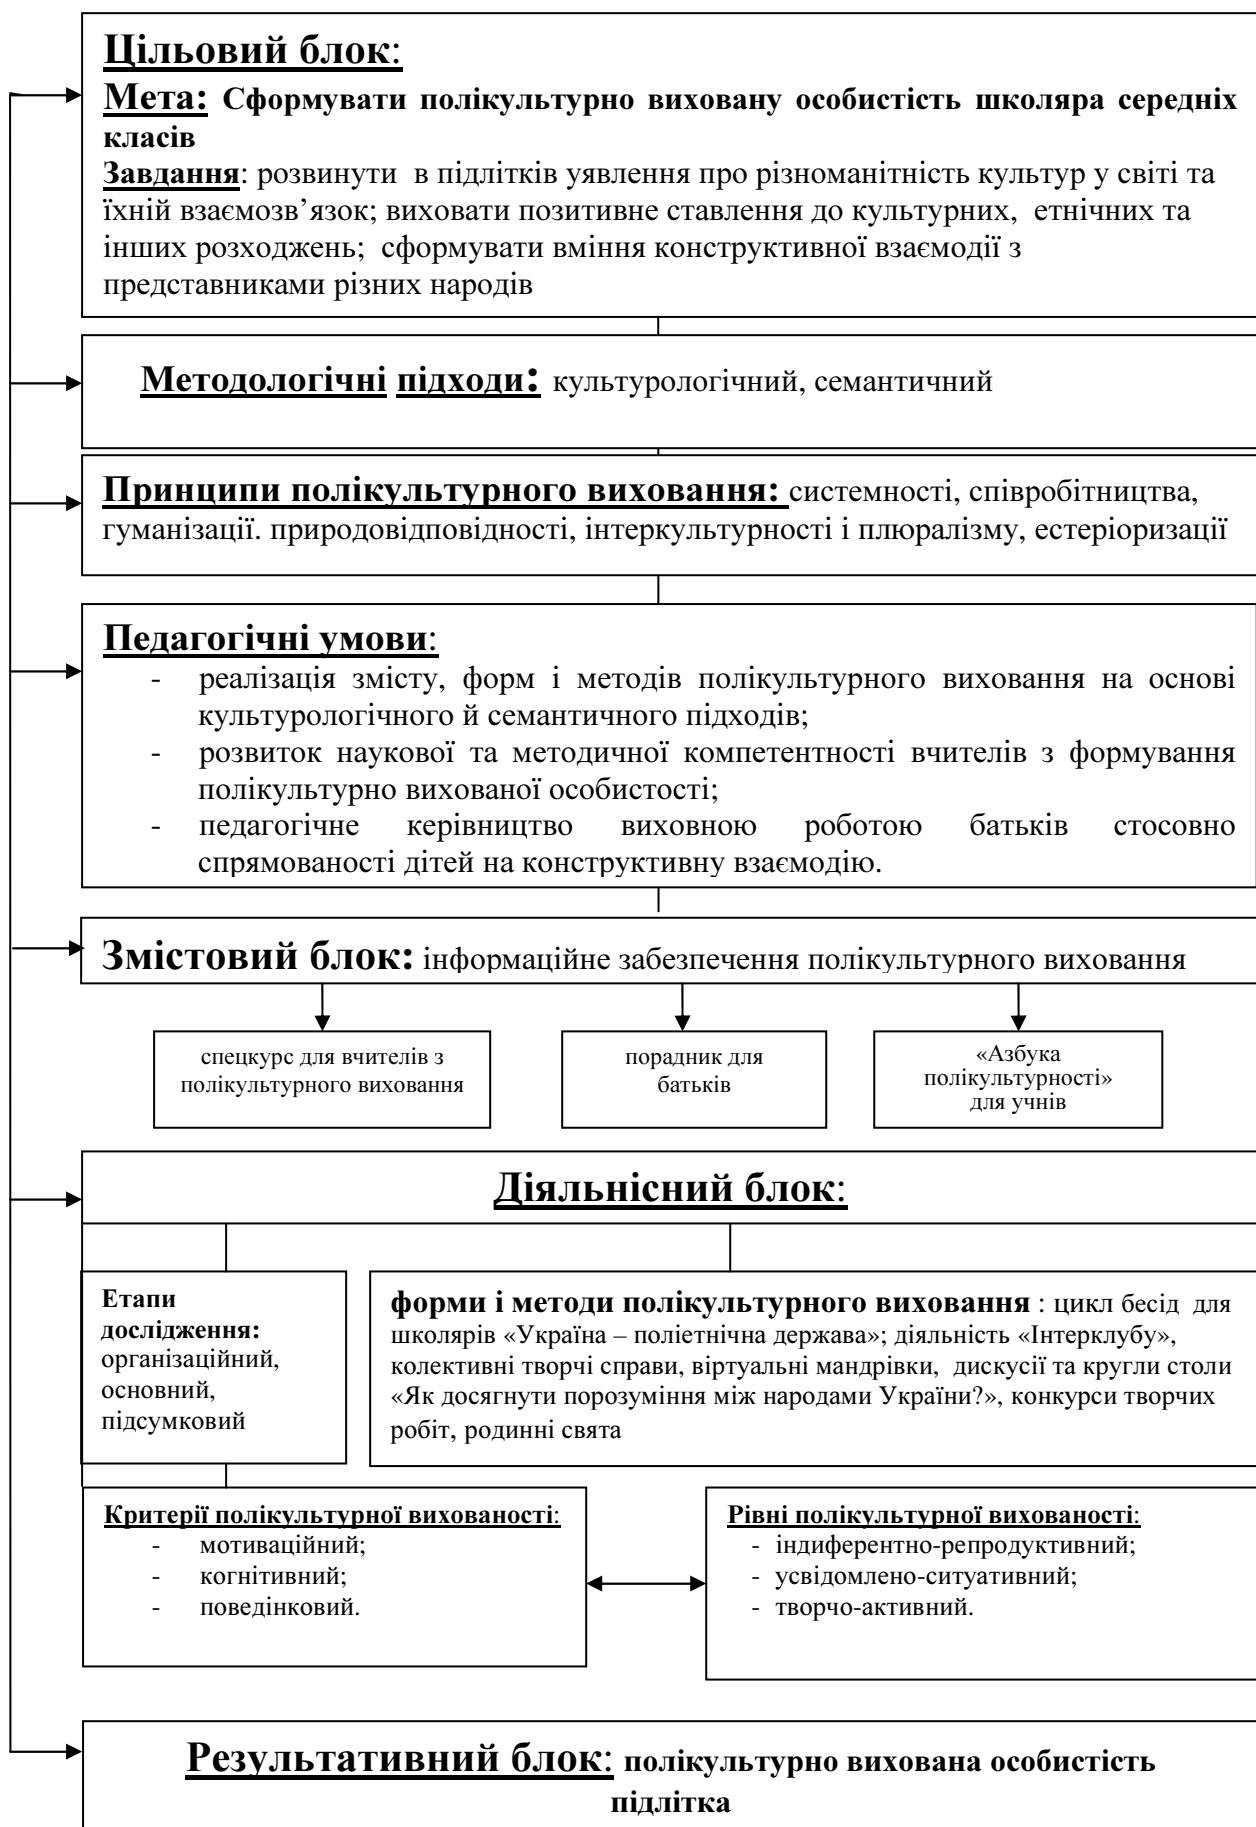 Цільовий блок:
Мета: Сформувати полікультурно виховану особистість школяра середніх
класів
Завдання: розвинути в підлітків уявлення про різноманітність культур у світі та
їхній взаємозв’язок; виховати позитивне ставлення до культурних, етнічних та
інших розходжень; сформувати вміння конструктивної взаємодії з
представниками різних народів
Методологічні підходи: культурологічний, семантичний
Принципи полікультурного виховання: системності, співробітництва,
гуманізації. природовідповідності, інтеркультурності і плюралізму, естеріоризації
Педагогічні умови:
- реалізація змісту, форм і методів полікультурного виховання на основі
культурологічного й семантичного підходів;
- розвиток наукової та методичної компетентності вчителів з формування
полікультурно вихованої особистості;
- педагогічне керівництво виховною роботою батьків стосовно
спрямованості дітей на конструктивну взаємодію.
Змістовий блок: інформаційне забезпечення полікультурного виховання
спецкурс для вчителів з
полікультурного виховання
порадник для
батьків
«Азбука
полікультурності»
для учнів
Діяльнісний блок:
Етапи
дослідження:
організаційний,
основний,
підсумковий
форми і методи полікультурного виховання : цикл бесід для
школярів «Україна – поліетнічна держава»; діяльність «Інтерклубу»,
колективні творчі справи, віртуальні мандрівки, дискусії та кругли столи
«Як досягнути порозуміння між народами України?», конкурси творчих
робіт, родинні свята
Критерії полікультурної вихованості:
- мотиваційний;
- когнітивний;
- поведінковий.
Рівні полікультурної вихованості:
- індиферентно-репродуктивний;
- усвідомлено-ситуативний;
- творчо-активний.
Результативний блок: полікультурно вихована особистість
підлітка